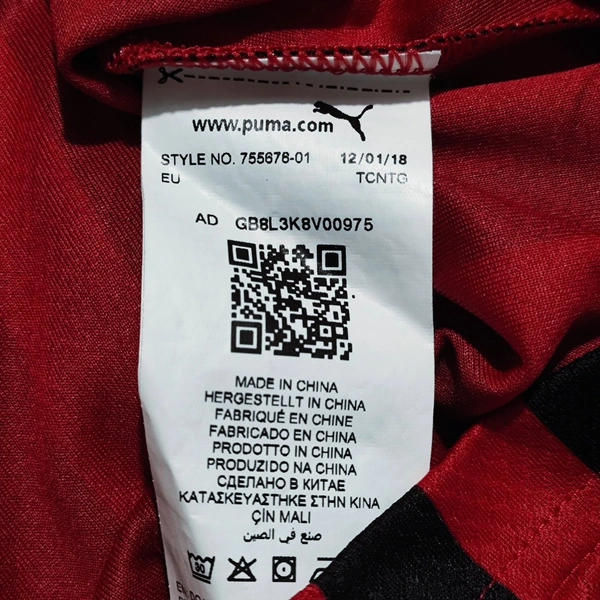 www.puma.com
STYLE NO. 755676-01 12/01/18
EU TCNTG
AD GB8L3K8V00975
MADE IN CHINA
HERGESTELLT IN CHINA
FABRIQUÉ EN CHINE
FABRICADO EN CHINA
PRODOTTO IN CHINA
PRODUZIDO NA CHINA
СДЕЛАНО В КИТАЕ
ΚΑΤΑΣΚΕΥΑΣΤΗΚΕ ΣΤΗΝ ΚΙΝΑ
ÇİN MALI
صنع في الصين
30